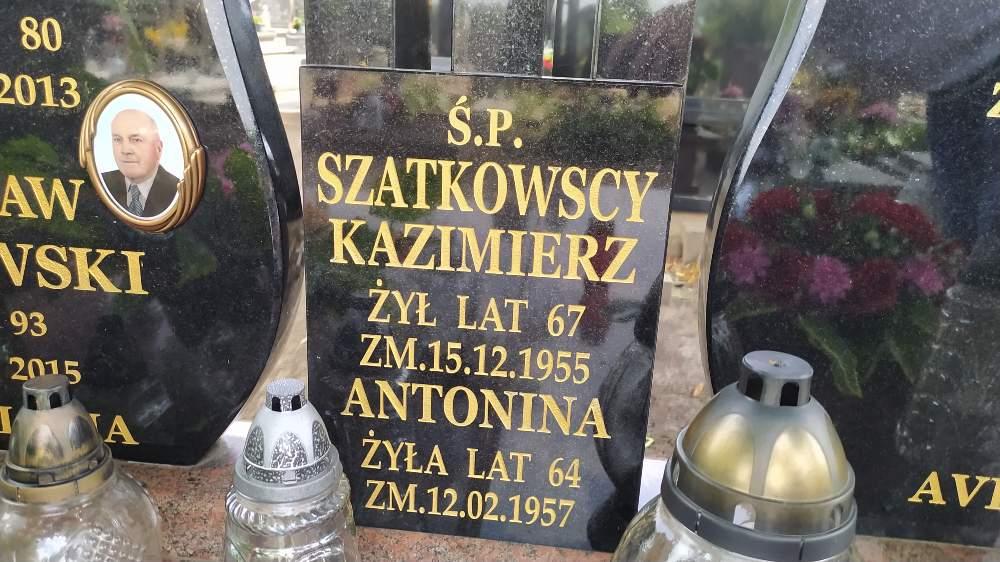 80
2013
AW
WSKI
93
2015
Ś.P.
SZATKOWSCY
KAZIMIERZ
ŻYŁ LAT 67
ZM.15.12.1955
ANTONINA
ŻYŁA LAT 64
ZM.12.02.1957